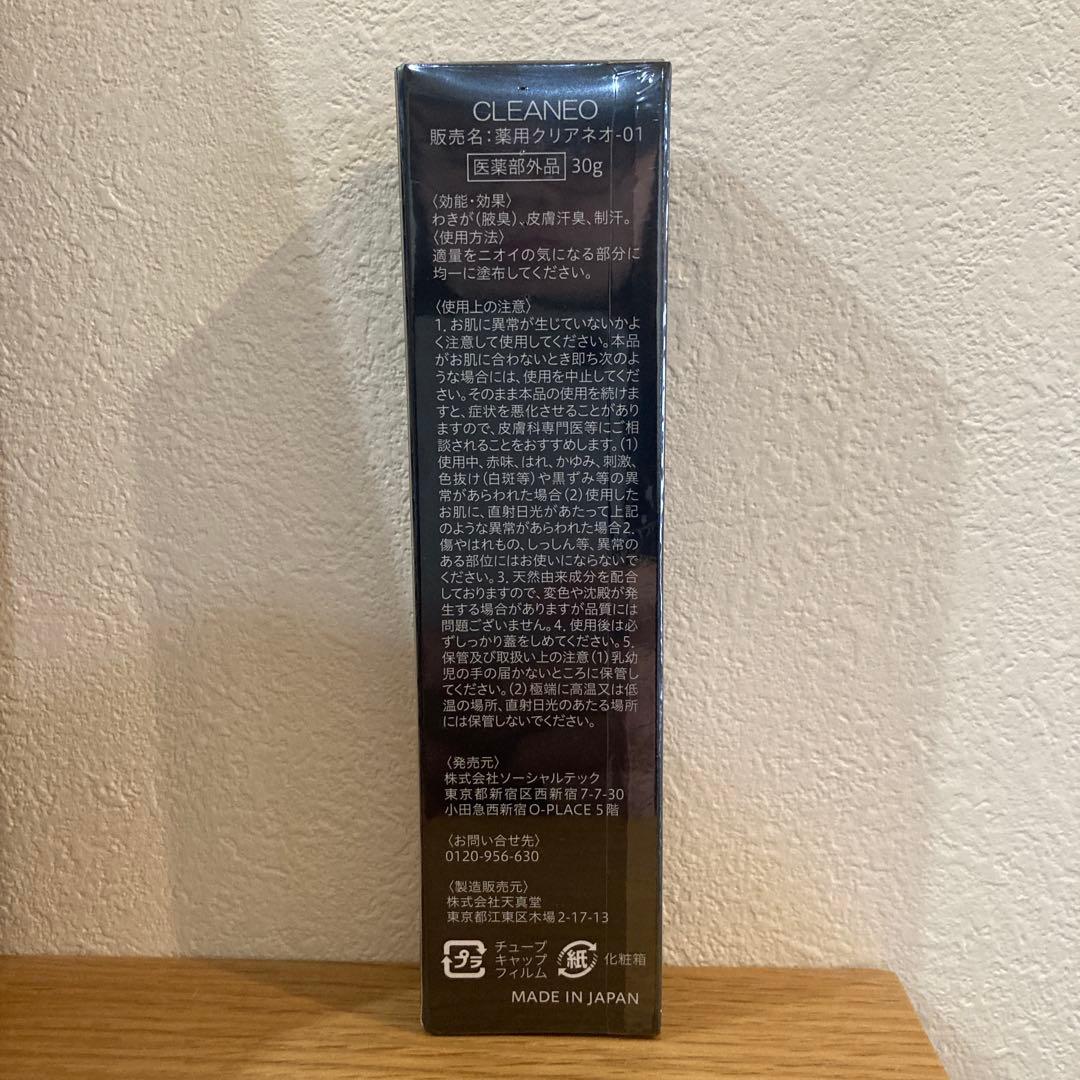 CLEANEO
販売名:薬用クリアネオ-01
医薬部外品 30g
〈効能・効果〉
わきが(腋臭)、皮膚汗臭、制汗。
〈使用方法〉
適量をニオイの気になる部分に
均一に塗布してください。
〈使用上の注意〉
1. お肌に異常が生じていないかよ
く注意して使用してください。本品
がお肌に合わないとき即ち次のよ
うな場合には、使用を中止してくだ
さい。そのまま本品の使用を続けま
すと、症状を悪化させることがあり
ますので、皮膚科専門医等にご相
談されることをおすすめします。(1)
使用中、赤味、はれ、かゆみ、刺激、
色抜け(白斑等)や黒ずみ等の異
常があらわれた場合(2)使用した
お肌に、直射日光があたって上記
のような異常があらわれた場合2.
傷やはれもの、しっしん等、異常の
ある部位にはお使いにならないで
ください。3. 天然由来成分を配合
しておりますので、変色や沈殿が発
生する場合がありますが品質には
問題ございません。4. 使用後は必
ずしっかり蓋をしめてください。5.
保管及び取扱い上の注意(1)乳幼
児の手の届かないところに保管し
てください。(2)極端に高温又は低
温の場所、直射日光のあたる場所
には保管しないでください。
〈発売元〉
株式会社ソーシャルテック
東京都新宿区西新宿7-7-30
小田急西新宿O-PLACE 5階
〈お問い合せ先〉
0120-956-630
〈製造販売元〉
株式会社天真堂
東京都江東区木場2-17-13
プラ チューブ
キャップ
フィルム
紙 化粧箱
MADE IN JAPAN